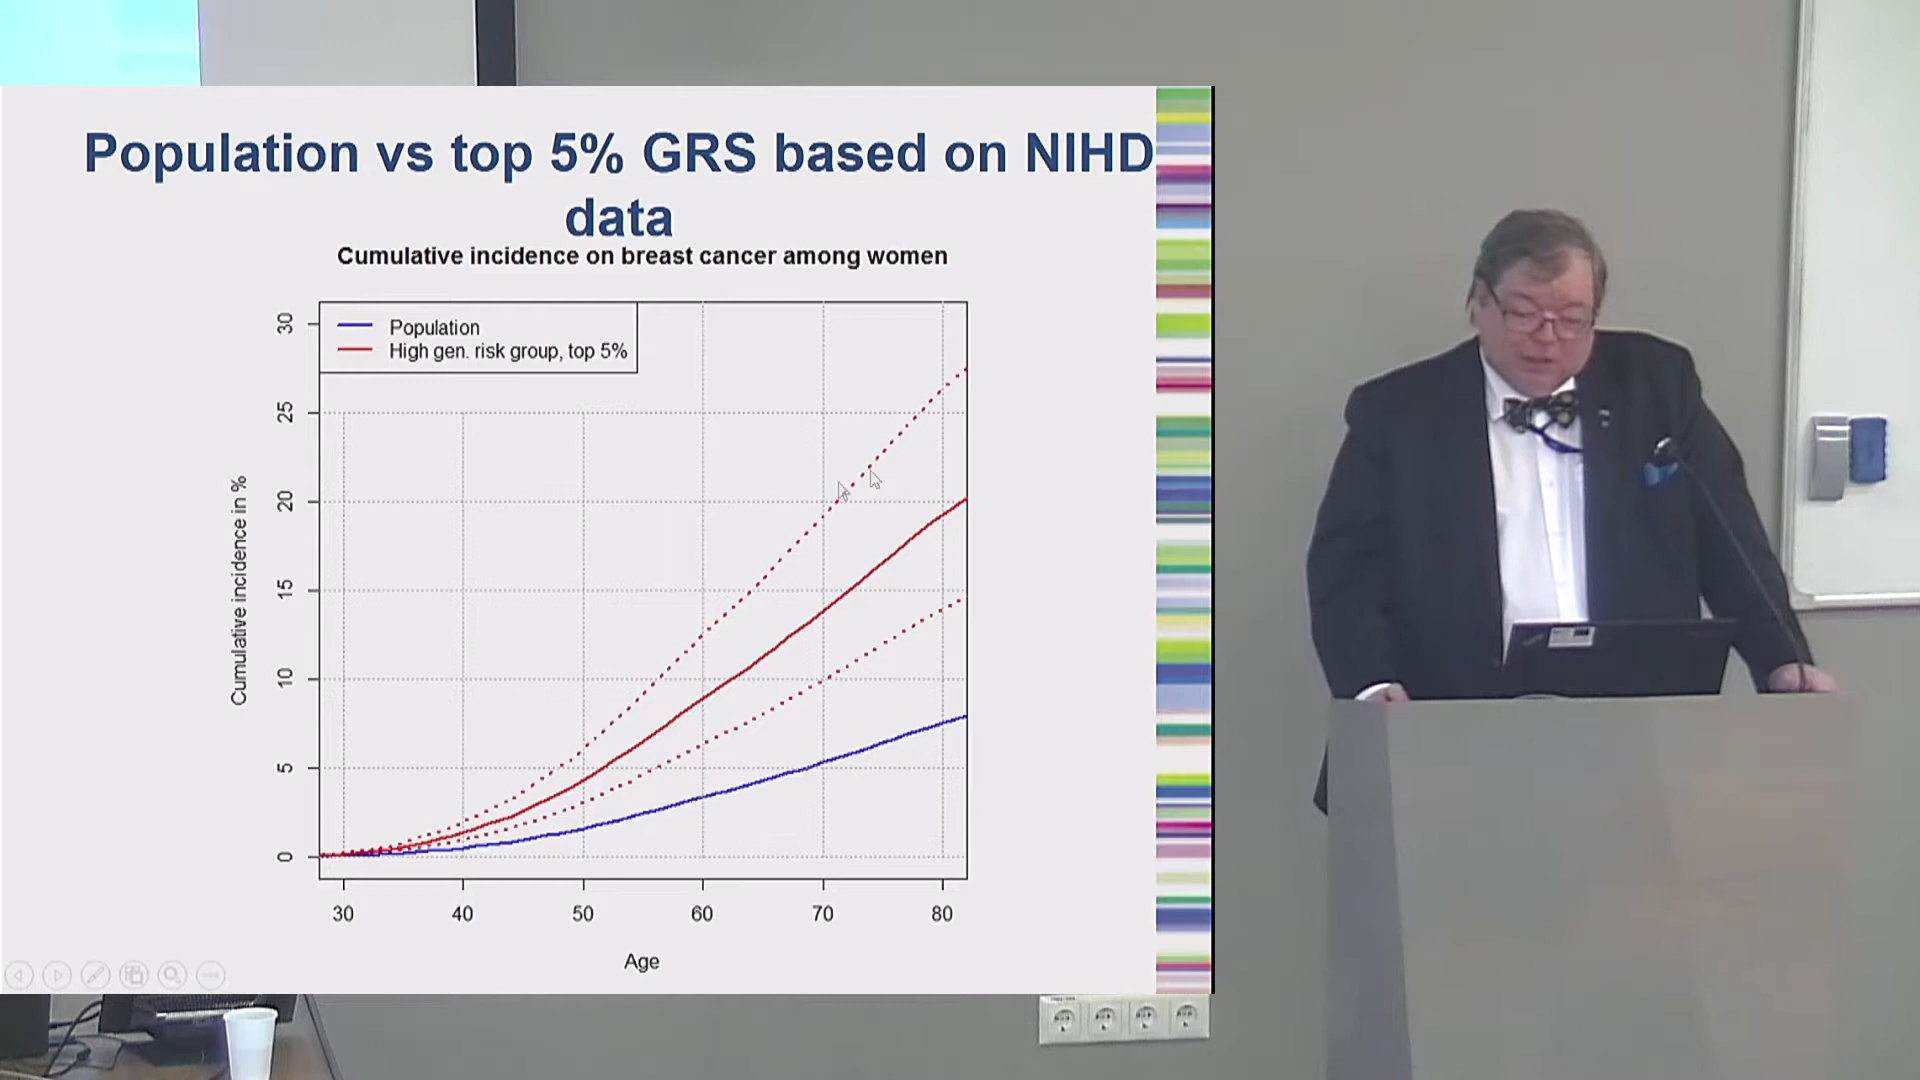 Population vs top 5% GRS based on NIHD
data
Cumulative incidence on breast cancer among women
Population
High gen. risk group, top 5%
Cumulative incidence in %
30
25
20
15
10
5
0
30 40 50 60 70 80
Age